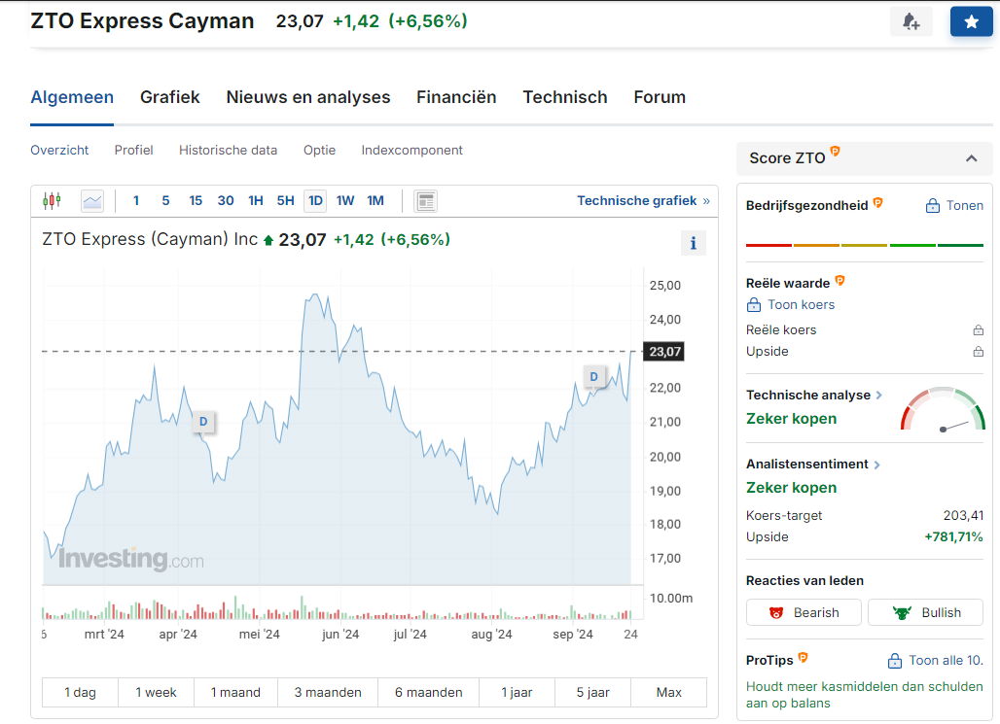 ZTO Express Cayman 23,07 +1,42 (+6,56%)
Algemeen Grafiek Nieuws en analyses Financiën Technisch Forum
Overzicht Profiel Historische data Optie Indexcomponent
1 5 15 30 1H 5H 1D 1W 1M Technische grafiek »
ZTO Express (Cayman) Inc 23,07 +1,42 (+6,56%)
i
25,00
24,00
23,07
22,00
21,00
20,00
19,00
18,00
17,00
10.00m
D
D
Investing.com
6 mrt '24 apr '24 mei '24 jun '24 jul '24 aug '24 sep '24 24
1 dag 1 week 1 maand 3 maanden 6 maanden 1 jaar 5 jaar Max
Score ZTO P
Bedrijfsgezondheid P Tonen
Reële waarde P
Toon koers
Reële koers
Upside
Technische analyse
Zeker kopen
Analistensentiment
Zeker kopen
Koers-target 203,41
Upside +781,71%
Reacties van leden
Bearish Bullish
ProTips P Toon alle 10.
Houdt meer kasmiddelen dan schulden
aan op balans